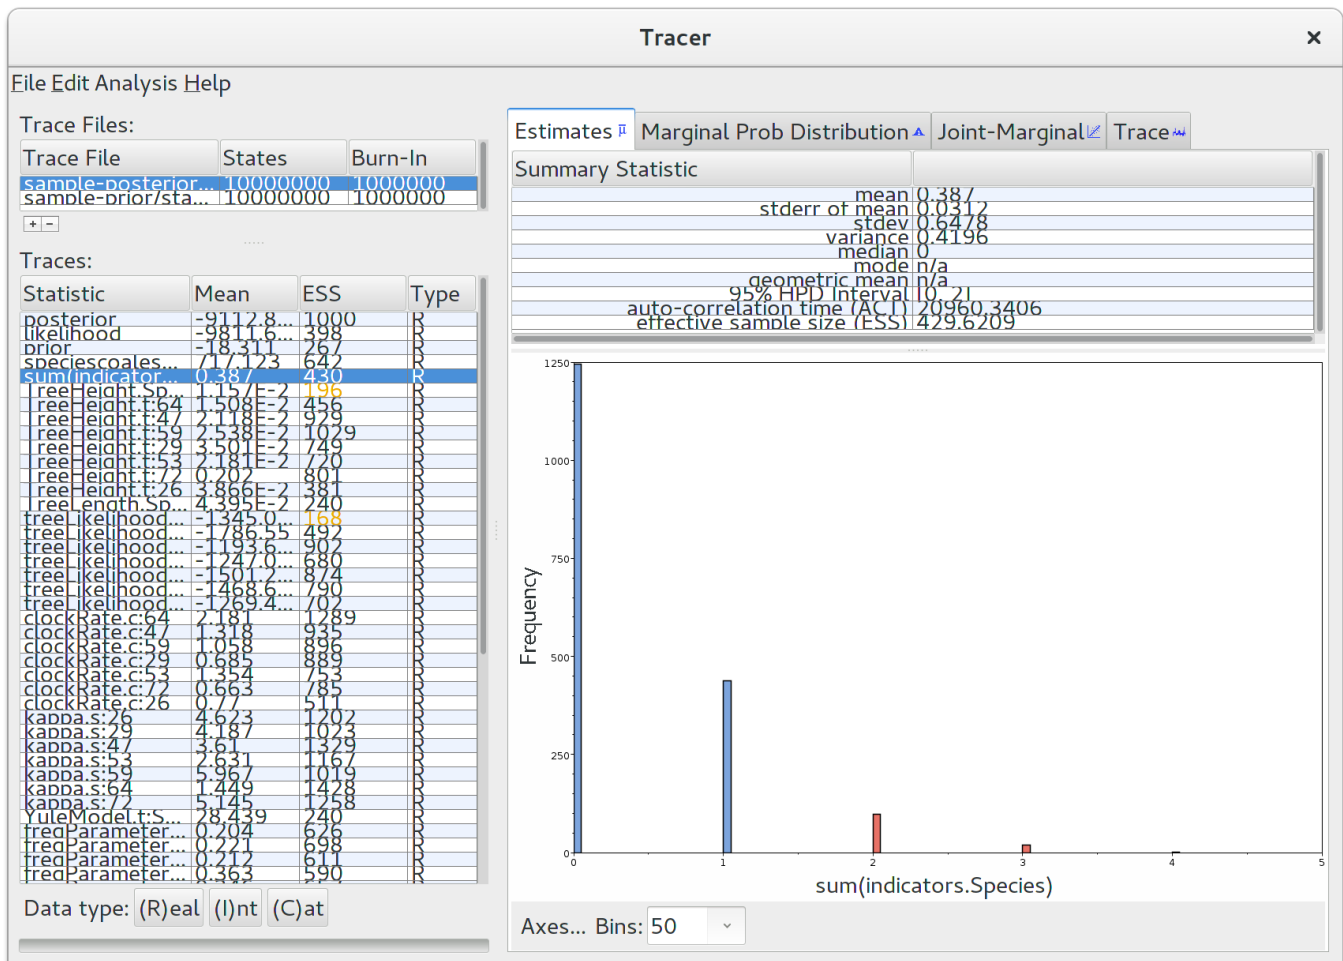 Tracer ×
File Edit Analysis Help
Trace Files:
Trace File States Burn-In
sample-posterior... 10000000 1000000
sample-prior/sta... 10000000 1000000
+ −
Traces:
Statistic Mean ESS Type
posterior -9112.8... 1000 R
likelihood -9811.6... 398 R
prior -18.311 267 R
speciescoales... 717.123 642 R
sum(indicator... 0.387 430 R
TreeHeight.Sp... 1.157E-2 196 R
TreeHeight.t:64 1.508E-2 456 R
TreeHeight.t:47 2.118E-2 929 R
TreeHeight.t:59 2.538E-2 1029 R
TreeHeight.t:29 3.501E-2 749 R
TreeHeight.t:53 2.181E-2 720 R
TreeHeight.t:72 0.202 801 R
TreeHeight.t:26 3.866E-2 381 R
TreeLength.Sp... 4.395E-2 240 R
treeLikelihood... -1345.0... 168 R
treeLikelihood... -1786.55 492 R
treeLikelihood... -1193.6... 902 R
treeLikelihood... -1247.0... 680 R
treeLikelihood... -1501.2... 874 R
treeLikelihood... -1468.6... 790 R
treeLikelihood... -1269.4... 702 R
clockRate.c:64 2.181 1289 R
clockRate.c:47 1.318 935 R
clockRate.c:59 1.058 896 R
clockRate.c:29 0.685 889 R
clockRate.c:53 1.354 753 R
clockRate.c:72 0.663 785 R
clockRate.c:26 0.77 511 R
kappa.s:26 4.623 1202 R
kappa.s:29 4.187 1023 R
kappa.s:47 3.61 1329 R
kappa.s:53 2.631 1167 R
kappa.s:59 5.967 1019 R
kappa.s:64 1.449 1428 R
kappa.s:72 5.145 1258 R
YuleModel.t:S... 28.439 240 R
freqParameter... 0.204 626 R
freqParameter... 0.221 698 R
freqParameter... 0.212 611 R
freqParameter... 0.363 590 R
Data type: (R)eal (I)nt (C)at
Estimates Marginal Prob Distribution Joint-Marginal Trace
Summary Statistic
mean 0.387
stderr of mean 0.0312
stdev 0.6478
variance 0.4196
median 0
mode n/a
geometric mean n/a
95% HPD Interval [0, 2]
auto-correlation time (ACT) 20960.3406
effective sample size (ESS) 429.6209
1250
1000
750
500
250
0
Frequency
0 1 2 3 4 5
sum(indicators.Species)
Axes... Bins: 50